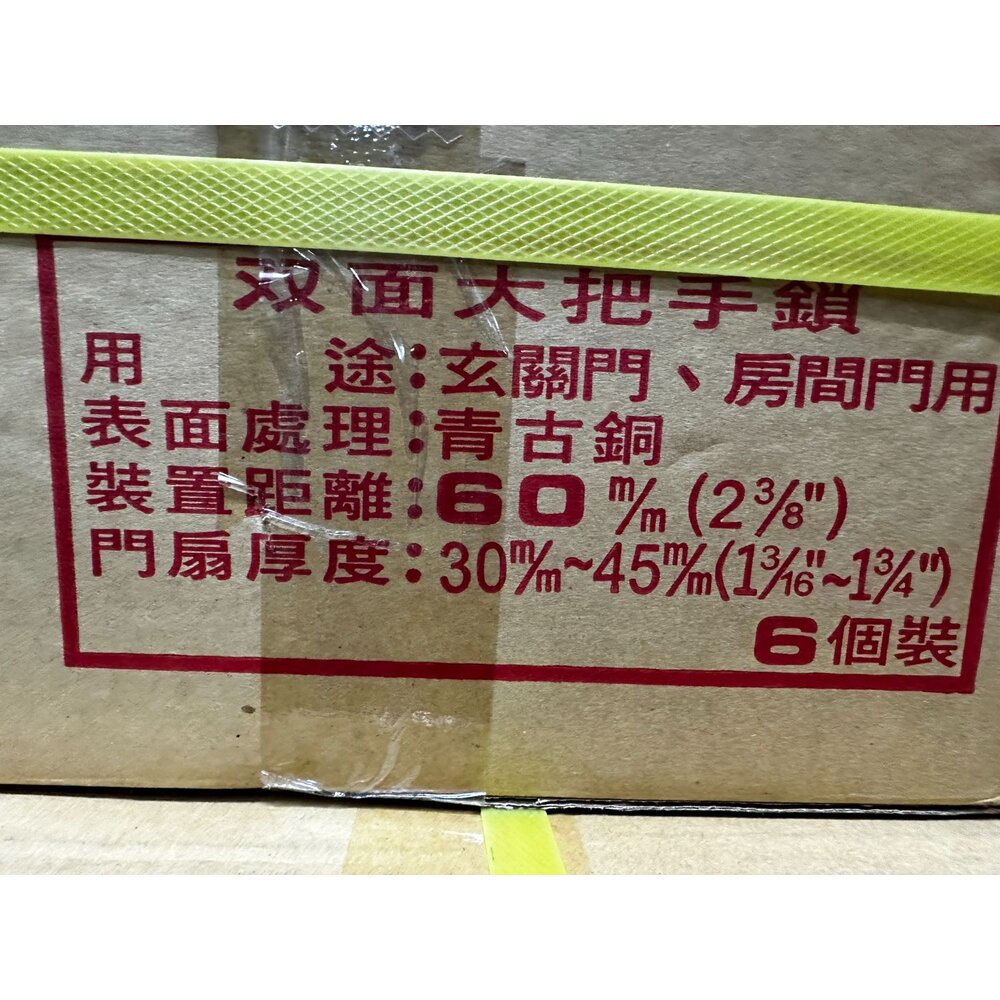 双面大把手鎖
用途:玄關門、房間門用
表面處理:青古銅
裝置距離:60m/m(2 3/8")
門扇厚度:30m/m~45m/m(1 3/16"~1 3/4")
6個裝